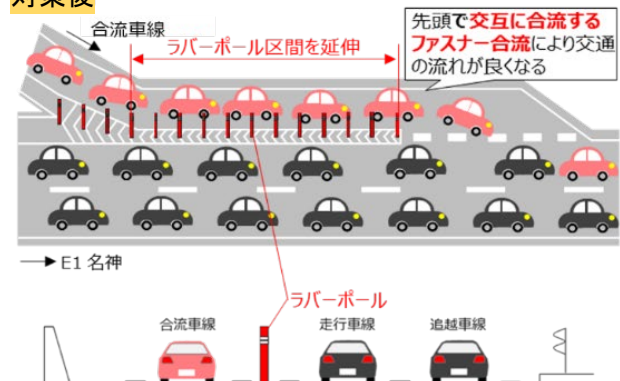 対策後
合流車線
ラバーポール区間を延伸
先頭で交互に合流する
ファスナー合流により交通
の流れが良くなる
E1 名神
ラバーポール
合流車線
走行車線
追越車線